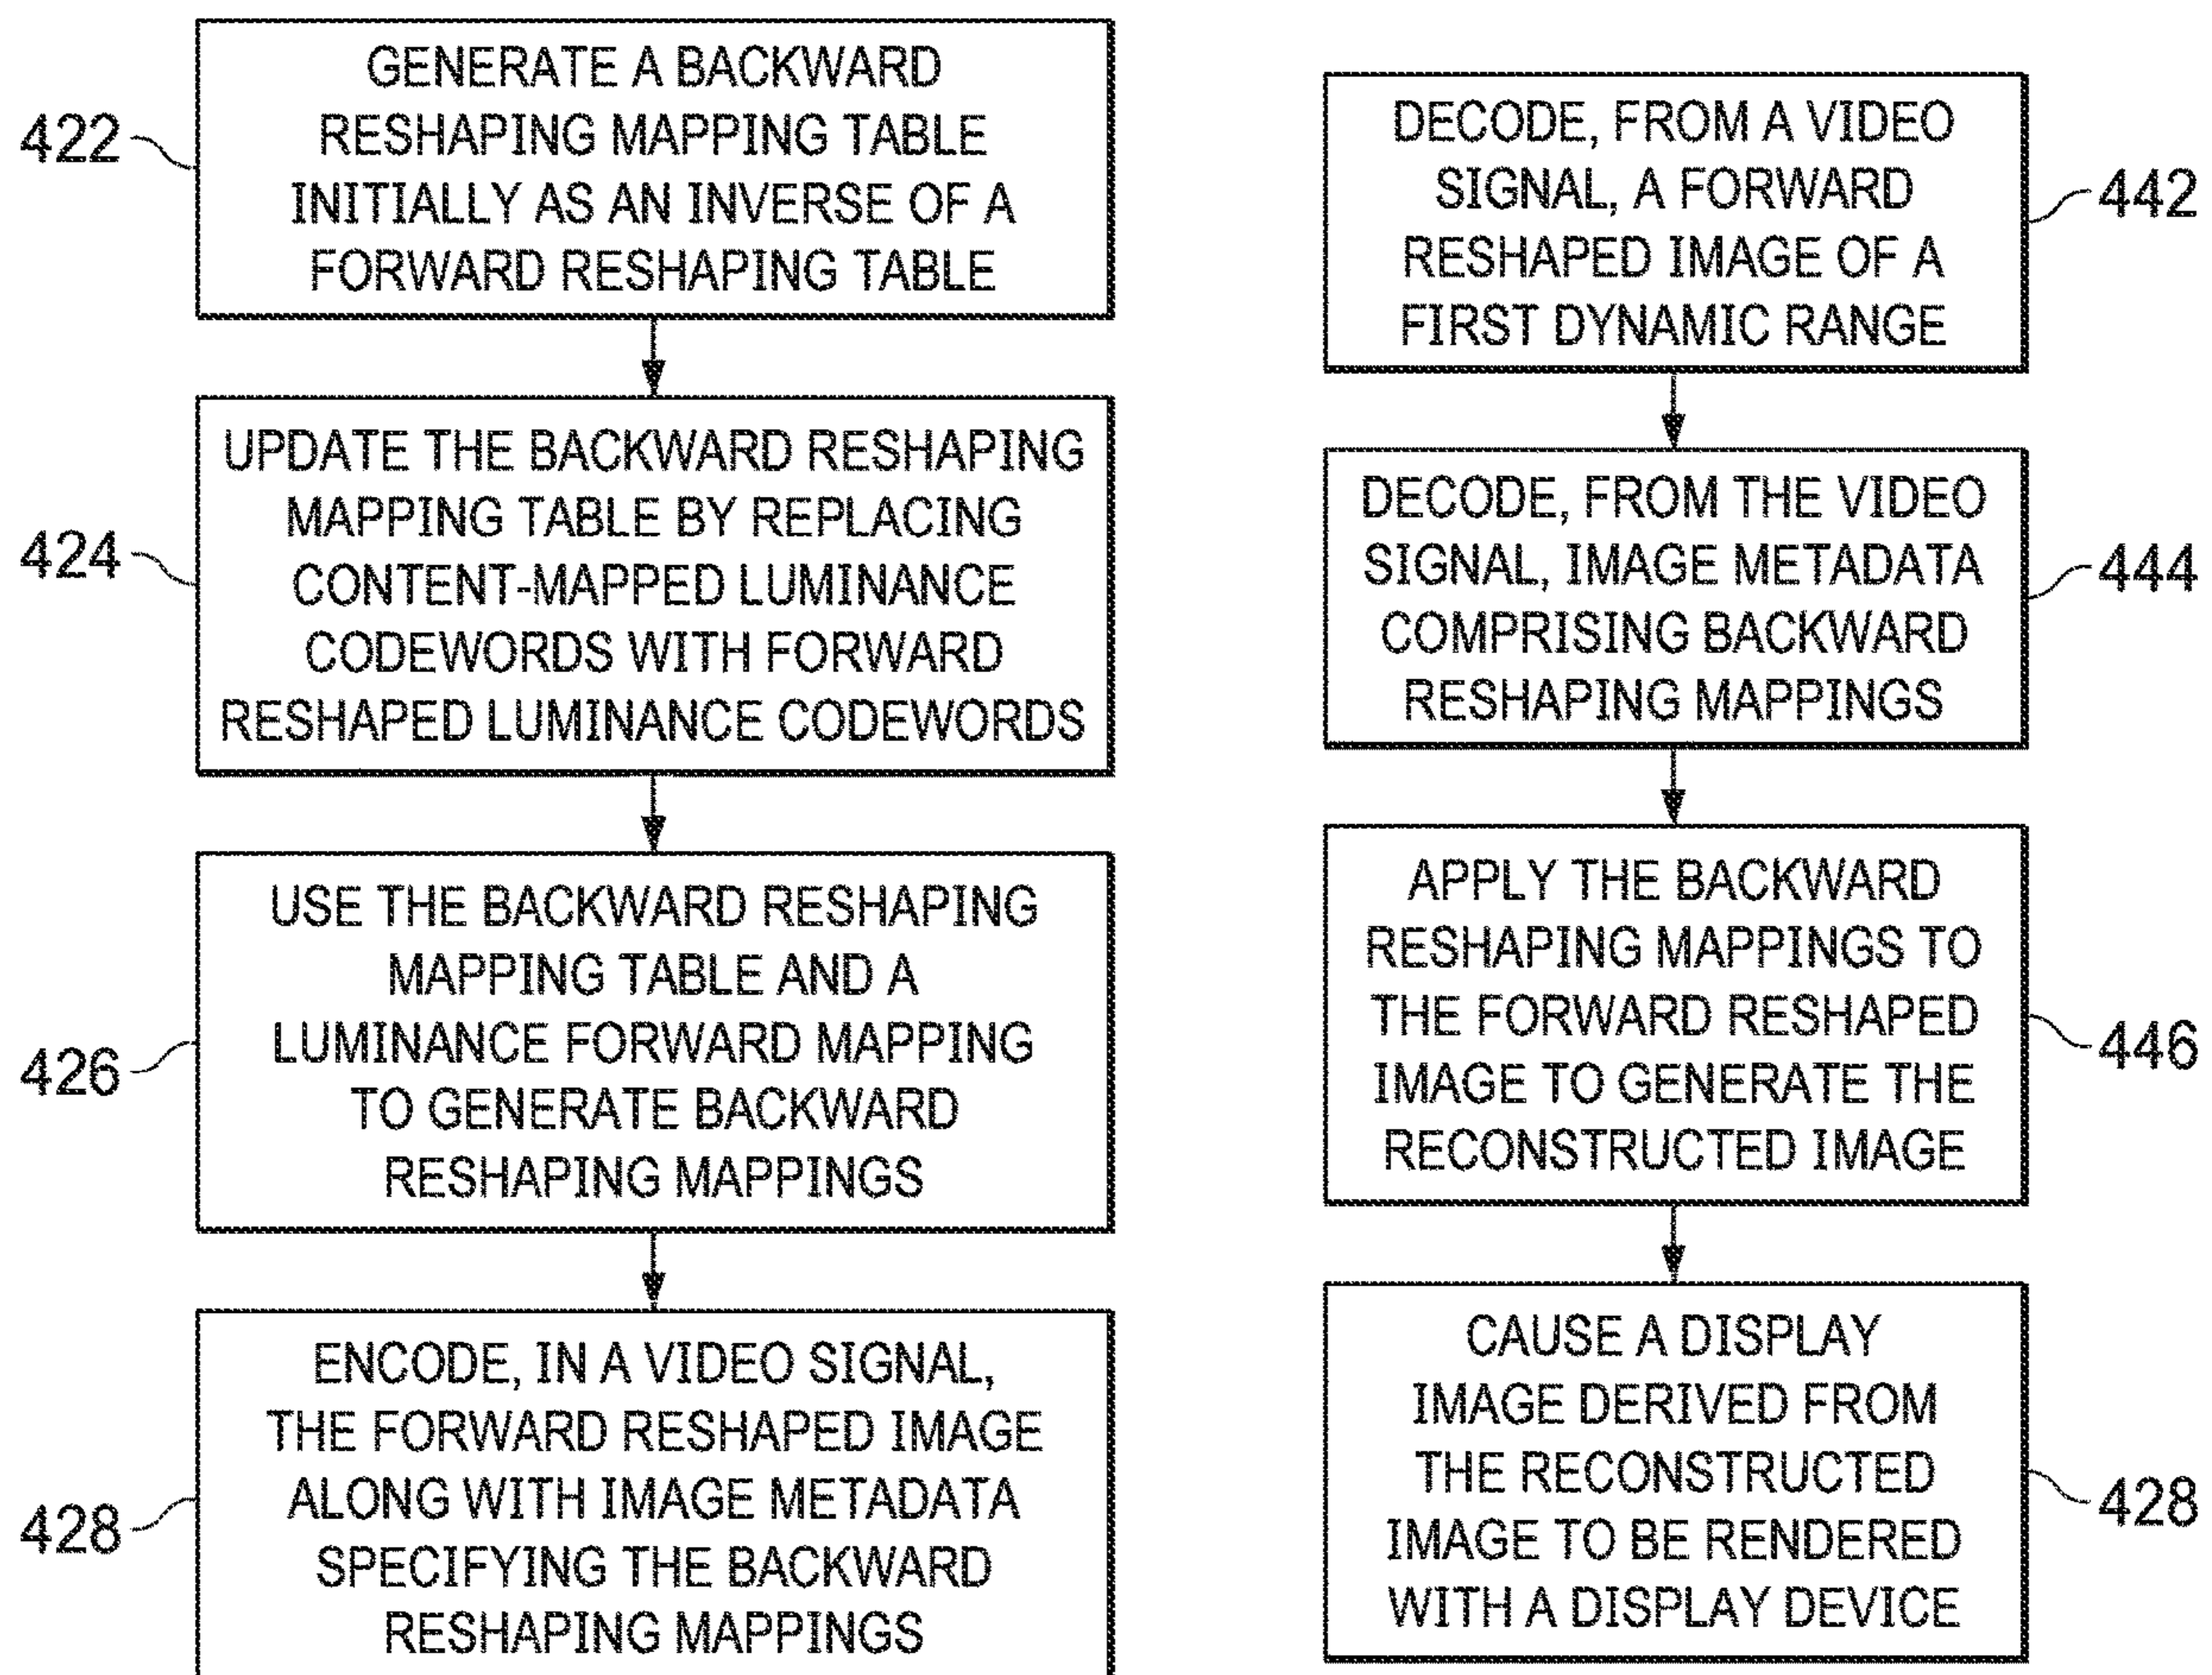 422
GENERATE A BACKWARD
RESHAPING MAPPING TABLE
INITIALLY AS AN INVERSE OF A
FORWARD RESHAPING TABLE
424
UPDATE THE BACKWARD RESHAPING
MAPPING TABLE BY REPLACING
CONTENT-MAPPED LUMINANCE
CODEWORDS WITH FORWARD
RESHAPED LUMINANCE CODEWORDS
426
USE THE BACKWARD RESHAPING
MAPPING TABLE AND A
LUMINANCE FORWARD MAPPING
TO GENERATE BACKWARD
RESHAPING MAPPINGS
428
ENCODE, IN A VIDEO SIGNAL,
THE FORWARD RESHAPED IMAGE
ALONG WITH IMAGE METADATA
SPECIFYING THE BACKWARD
RESHAPING MAPPINGS
DECODE, FROM A VIDEO
SIGNAL, A FORWARD
RESHAPED IMAGE OF A
FIRST DYNAMIC RANGE
442
DECODE, FROM THE VIDEO
SIGNAL, IMAGE METADATA
COMPRISING BACKWARD
RESHAPING MAPPINGS
444
APPLY THE BACKWARD
RESHAPING MAPPINGS TO
THE FORWARD RESHAPED
IMAGE TO GENERATE THE
RECONSTRUCTED IMAGE
446
CAUSE A DISPLAY
IMAGE DERIVED FROM
THE RECONSTRUCTED
IMAGE TO BE RENDERED
WITH A DISPLAY DEVICE
428